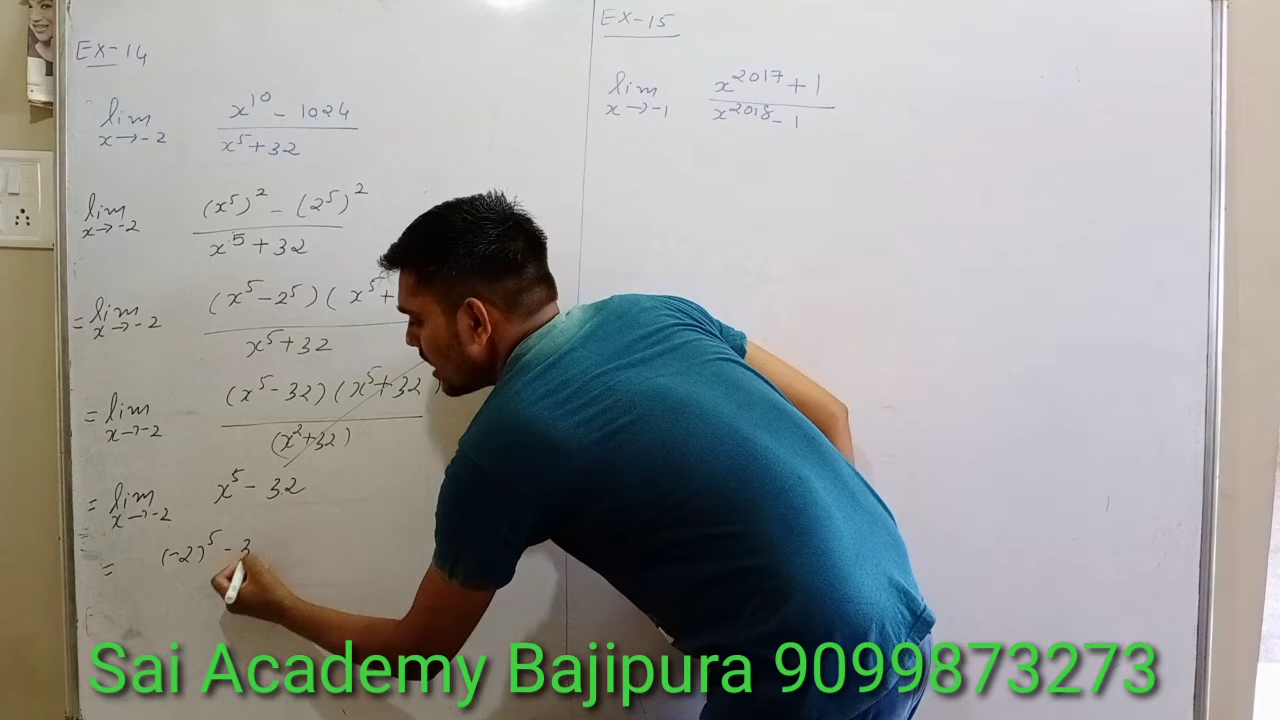 EX-14
lim x→-2 x^10 - 1024 / x^5 + 32
lim x→-2 (x^5)^2 - (2^5)^2 / x^5 + 32
= lim x→-2 (x^5 - 2^5) ( x^5 + / x^5 + 32
= lim x→-2 (x^5 - 32) (x^5 + 32 ) / (x^2 + 32)
= lim x→-2 x^5 - 32
= (-2)^5 - 3
EX-15
lim x→-1 x^2017 + 1 / x^2018 - 1
Sai Academy Bajipura 9099873273